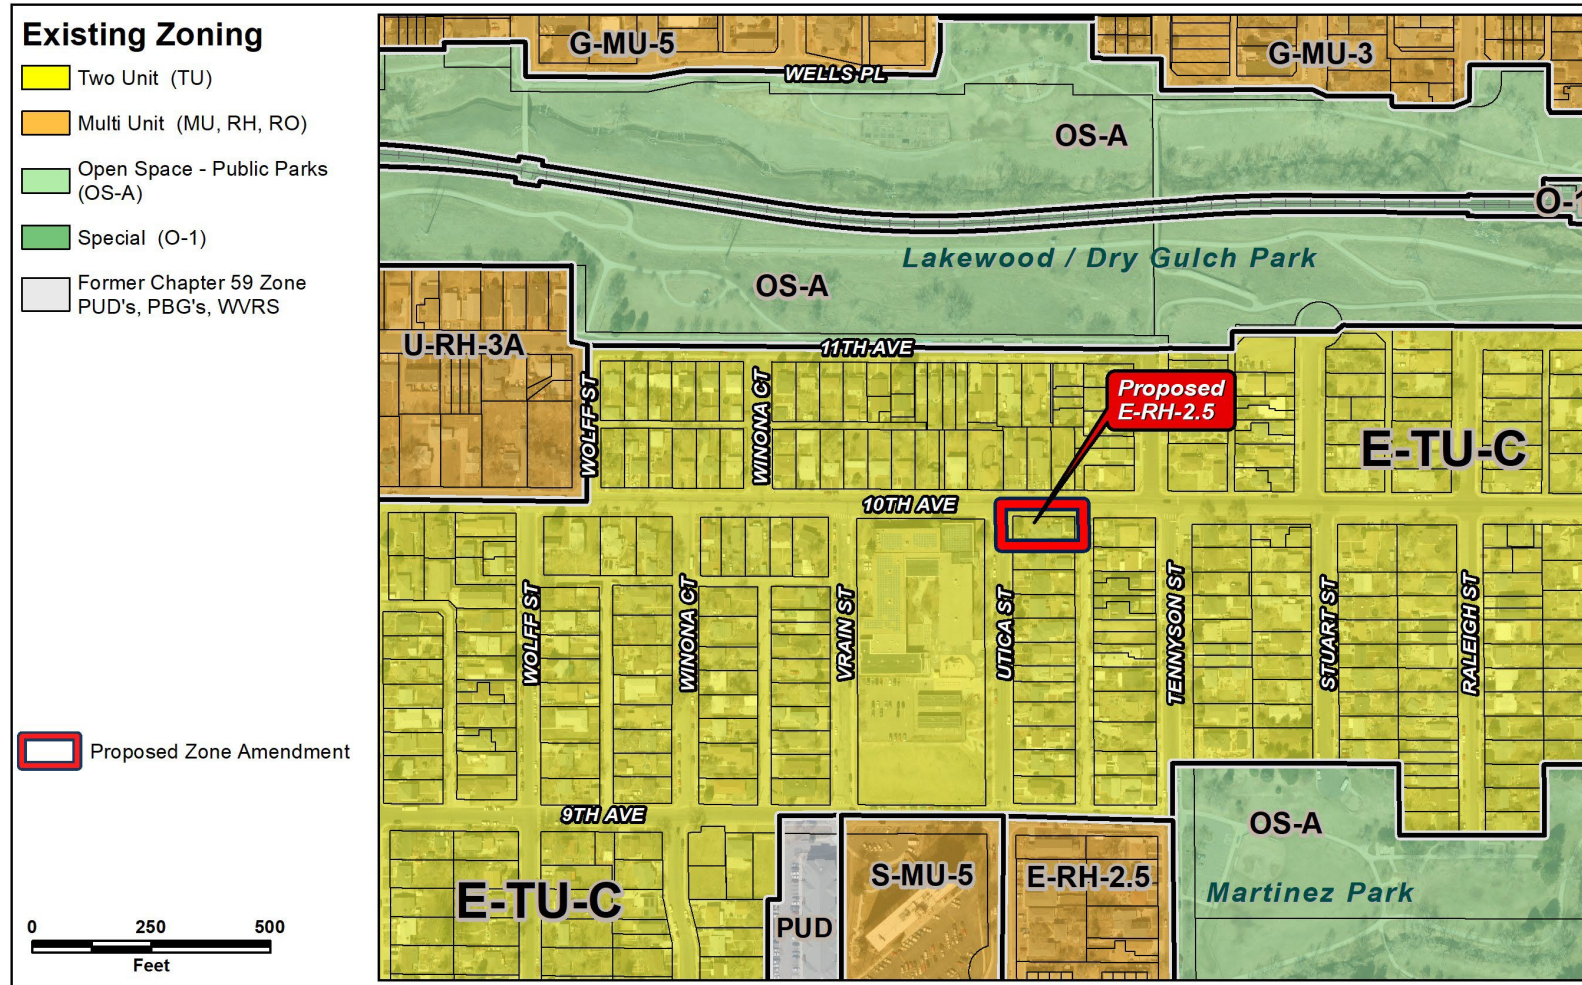 Existing Zoning
Two Unit (TU)
Multi Unit (MU, RH, RO)
Open Space - Public Parks
(OS-A)
Special (O-1)
Former Chapter 59 Zone
PUD's, PBG's, WVRS
Proposed Zone Amendment
0 250 500
Feet
G-MU-5
G-MU-3
WELLS PL
OS-A
Lakewood / Dry Gulch Park
OS-A
U-RH-3A
11TH AVE
WOLFF ST
WINONA CT
Proposed
E-RH-2.5
E-TU-C
10TH AVE
WOLFF ST
WINONA CT
VRAIN ST
UTICA ST
TENNYSON ST
STUART ST
RALEIGH ST
9TH AVE
OS-A
E-TU-C
S-MU-5
E-RH-2.5
Martinez Park
PUD